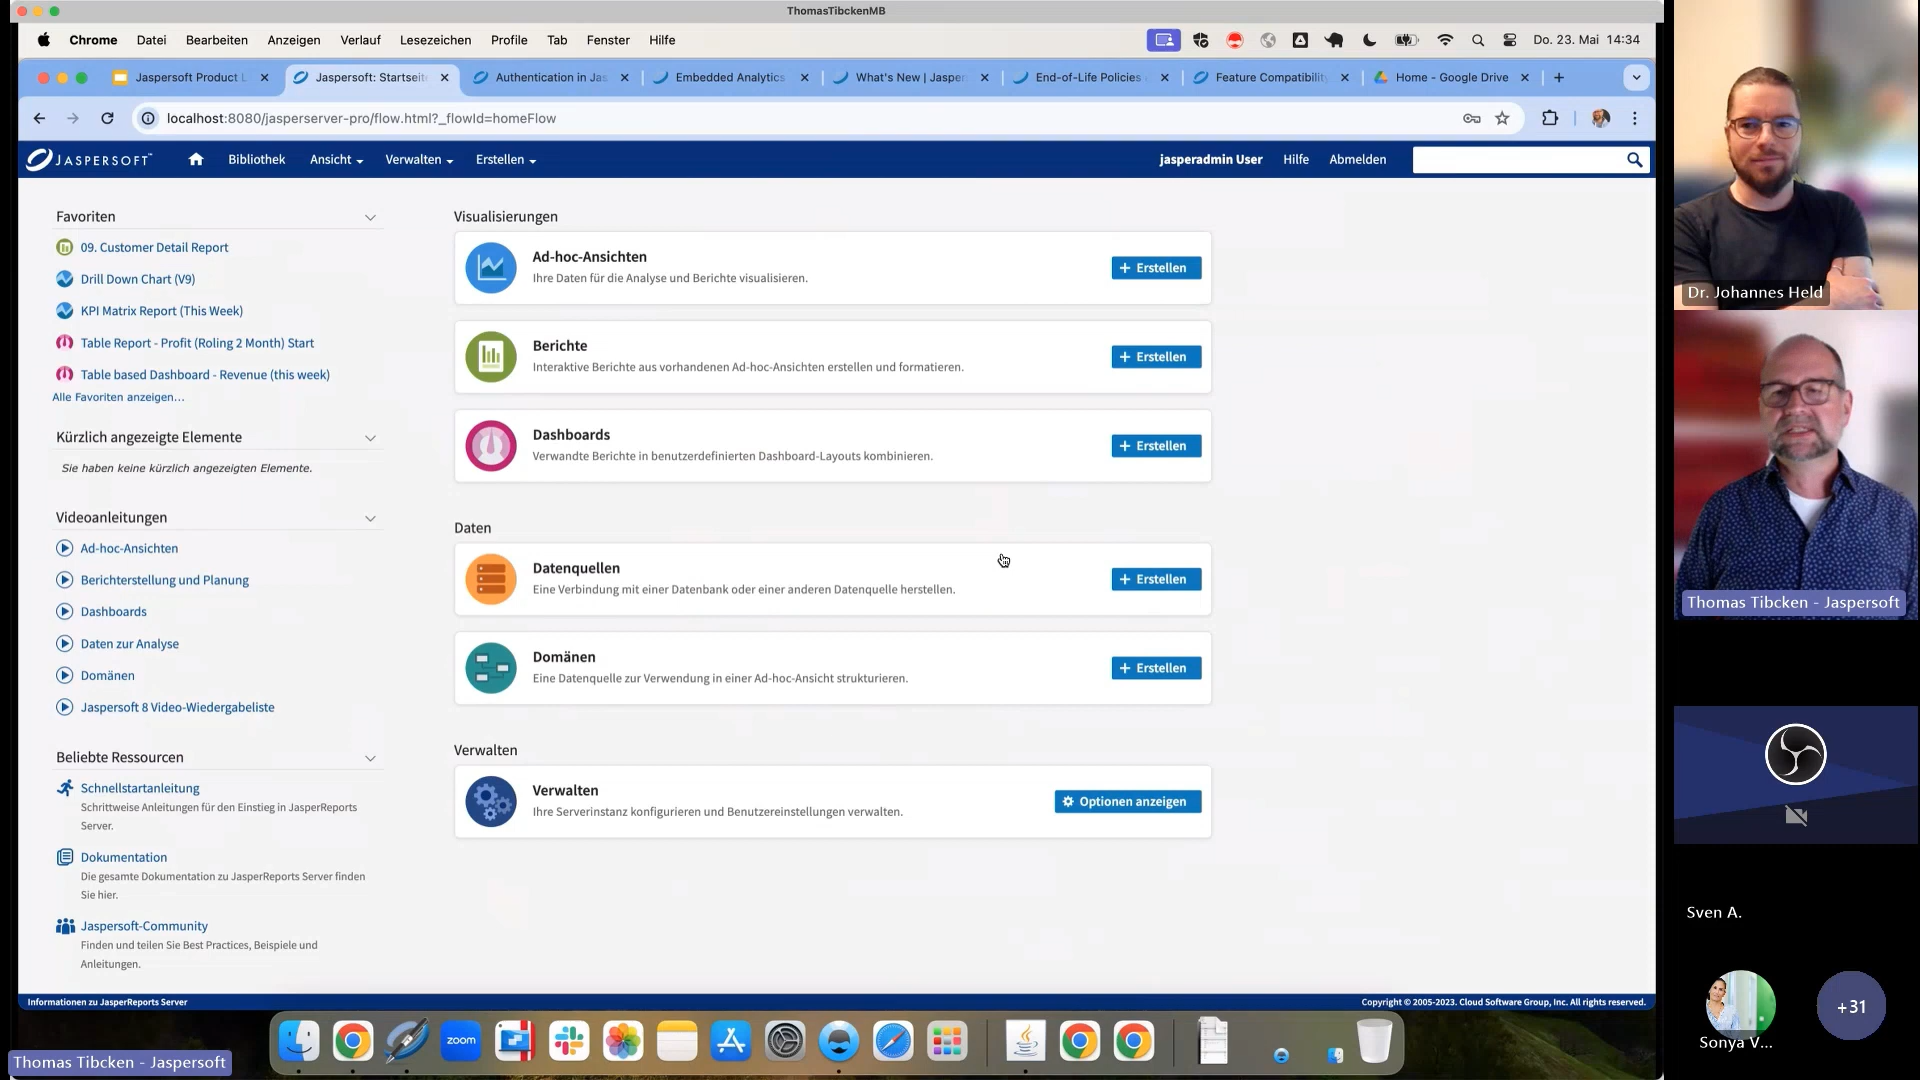 ThomasTibckenMB
Chrome Datei Bearbeiten Anzeigen Verlauf Lesezeichen Profile Tab Fenster Hilfe Do. 23. Mai 14:34
Jaspersoft Product L Jaspersoft: Startseite Authentication in Jas Embedded Analytics What's New | Jasper End-of-Life Policies Feature Compatibility Home - Google Drive
localhost:8080/jasperserver-pro/flow.html?_flowId=homeFlow
JASPERSOFT Bibliothek Ansicht Verwalten Erstellen jasperadmin User Hilfe Abmelden
Favoriten
09. Customer Detail Report
Drill Down Chart (V9)
KPI Matrix Report (This Week)
Table Report - Profit (Roling 2 Month) Start
Table based Dashboard - Revenue (this week)
Alle Favoriten anzeigen...
Kürzlich angezeigte Elemente
Sie haben keine kürzlich angezeigten Elemente.
Videoanleitungen
Ad-hoc-Ansichten
Berichterstellung und Planung
Dashboards
Daten zur Analyse
Domänen
Jaspersoft 8 Video-Wiedergabeliste
Beliebte Ressourcen
Schnellstartanleitung
Schrittweise Anleitungen für den Einstieg in JasperReports
Server.
Dokumentation
Die gesamte Dokumentation zu JasperReports Server finden
Sie hier.
Jaspersoft-Community
Finden und teilen Sie Best Practices, Beispiele und
Anleitungen.
Visualisierungen
Ad-hoc-Ansichten
Ihre Daten für die Analyse und Berichte visualisieren.
+ Erstellen
Berichte
Interaktive Berichte aus vorhandenen Ad-hoc-Ansichten erstellen und formatieren.
+ Erstellen
Dashboards
Verwandte Berichte in benutzerdefinierten Dashboard-Layouts kombinieren.
+ Erstellen
Daten
Datenquellen
Eine Verbindung mit einer Datenbank oder einer anderen Datenquelle herstellen.
+ Erstellen
Domänen
Eine Datenquelle zur Verwendung in einer Ad-hoc-Ansicht strukturieren.
+ Erstellen
Verwalten
Verwalten
Ihre Serverinstanz konfigurieren und Benutzereinstellungen verwalten.
Optionen anzeigen
Informationen zu JasperReports Server
Copyright © 2005-2023. Cloud Software Group, Inc. All rights reserved.
zoom
Thomas Tibcken - Jaspersoft
Dr. Johannes Held
Thomas Tibcken - Jaspersoft
Sven A.
Sonya V...
+31